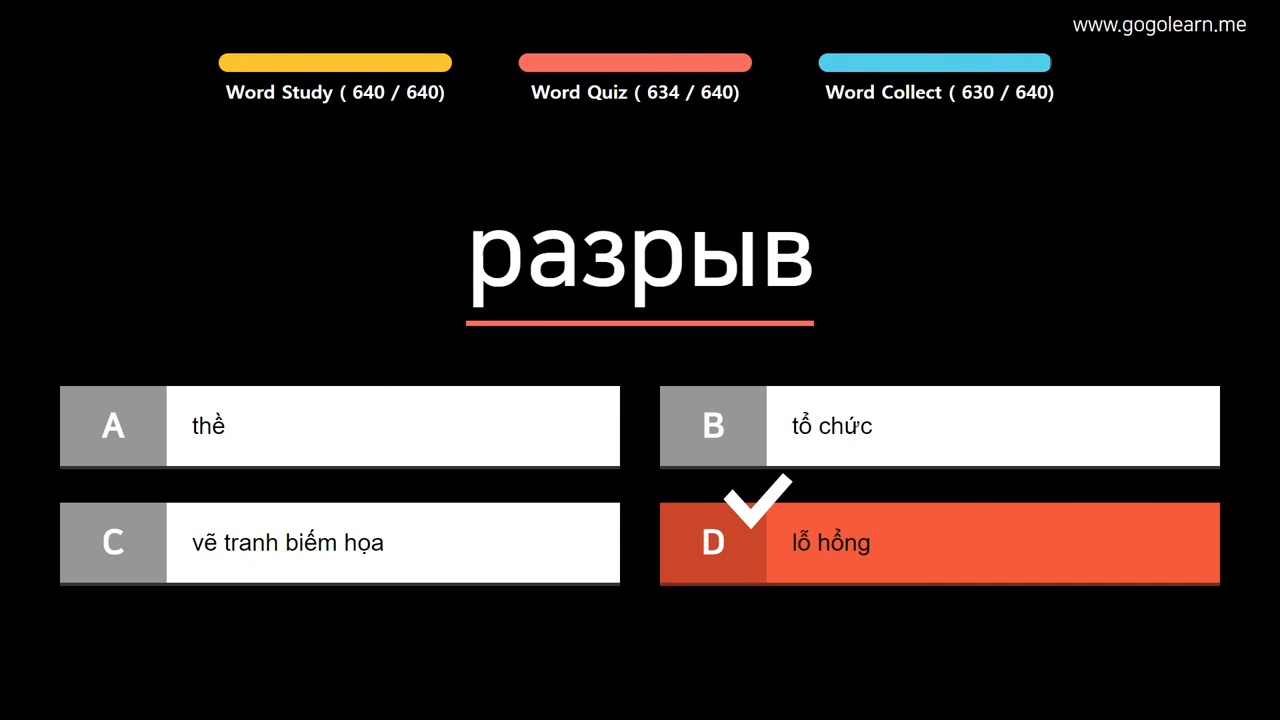 www.gogolearn.me
Word Study ( 640 / 640)
Word Quiz ( 634 / 640)
Word Collect ( 630 / 640)
разрыв
A
thề
B
tổ chức
C
vẽ tranh biếm họa
D
lỗ hổng